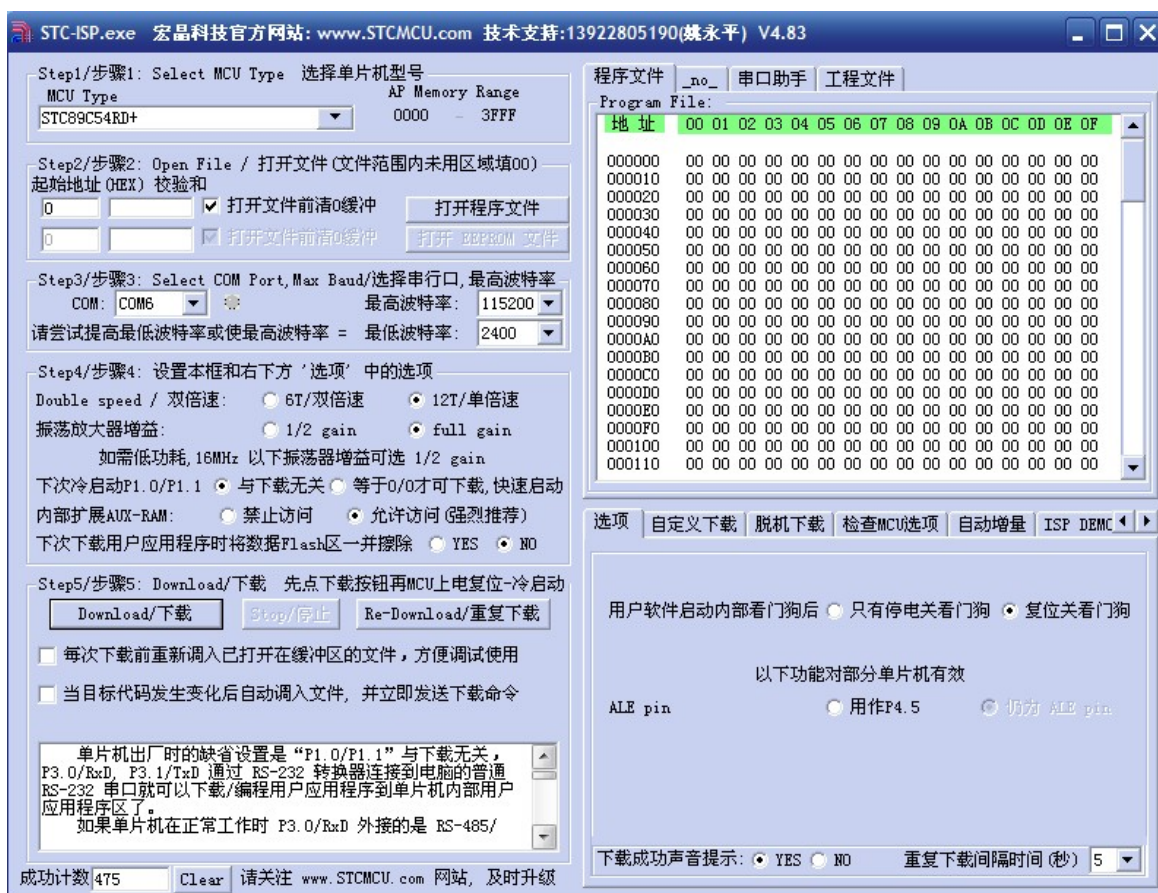 STC-ISP.exe 宏晶科技官方网站: www.STCMCU.com 技术支持:13922805190(姚永平) V4.83
Step1/步骤1: Select MCU Type 选择单片机型号
MCU Type AP Memory Range
STC89C54RD+ 0000 - 3FFF
Step2/步骤2: Open File / 打开文件(文件范围内未用区域填00)
起始地址(HEX) 校验和
0 打开文件前清0缓冲 打开程序文件
0 打开文件前清0缓冲 打开 EEPROM 文件
Step3/步骤3: Select COM Port,Max Baud/选择串行口,最高波特率
COM: COM6 最高波特率: 115200
请尝试提高最低波特率或使最高波特率 = 最低波特率: 2400
Step4/步骤4: 设置本框和右下方 '选项' 中的选项
Double speed / 双倍速: 6T/双倍速 12T/单倍速
振荡放大器增益: 1/2 gain full gain
如需低功耗,16MHz 以下振荡器增益可选 1/2 gain
下次冷启动P1.0/P1.1 与下载无关 等于0/0才可下载,快速启动
内部扩展AUX-RAM: 禁止访问 允许访问(强烈推荐)
下次下载用户应用程序时将数据Flash区一并擦除 YES NO
Step5/步骤5: Download/下载 先点下载按钮再MCU上电复位-冷启动
Download/下载 Stop/停止 Re-Download/重复下载
每次下载前重新调入已打开在缓冲区的文件，方便调试使用
当目标代码发生变化后自动调入文件, 并立即发送下载命令
单片机出厂时的缺省设置是“P1.0/P1.1”与下载无关，
P3.0/RxD, P3.1/TxD 通过 RS-232 转换器连接到电脑的普通
RS-232 串口就可以下载/编程用户应用程序到单片机内部用户
应用程序区了。
如果单片机在正常工作时 P3.0/RxD 外接的是 RS-485/
成功计数 475 Clear 请关注 www.STCMCU.com 网站, 及时升级
程序文件 _no_ 串口助手 工程文件
Program File:
地 址 00 01 02 03 04 05 06 07 08 09 0A 0B 0C 0D 0E 0F
000000 00 00 00 00 00 00 00 00 00 00 00 00 00 00 00 00
000010 00 00 00 00 00 00 00 00 00 00 00 00 00 00 00 00
000020 00 00 00 00 00 00 00 00 00 00 00 00 00 00 00 00
000030 00 00 00 00 00 00 00 00 00 00 00 00 00 00 00 00
000040 00 00 00 00 00 00 00 00 00 00 00 00 00 00 00 00
000050 00 00 00 00 00 00 00 00 00 00 00 00 00 00 00 00
000060 00 00 00 00 00 00 00 00 00 00 00 00 00 00 00 00
000070 00 00 00 00 00 00 00 00 00 00 00 00 00 00 00 00
000080 00 00 00 00 00 00 00 00 00 00 00 00 00 00 00 00
000090 00 00 00 00 00 00 00 00 00 00 00 00 00 00 00 00
0000A0 00 00 00 00 00 00 00 00 00 00 00 00 00 00 00 00
0000B0 00 00 00 00 00 00 00 00 00 00 00 00 00 00 00 00
0000C0 00 00 00 00 00 00 00 00 00 00 00 00 00 00 00 00
0000D0 00 00 00 00 00 00 00 00 00 00 00 00 00 00 00 00
0000E0 00 00 00 00 00 00 00 00 00 00 00 00 00 00 00 00
0000F0 00 00 00 00 00 00 00 00 00 00 00 00 00 00 00 00
000100 00 00 00 00 00 00 00 00 00 00 00 00 00 00 00 00
000110 00 00 00 00 00 00 00 00 00 00 00 00 00 00 00 00
选项 自定义下载 脱机下载 检查MCU选项 自动增量 ISP DEMC
用户软件启动内部看门狗后 只有停电关看门狗 复位关看门狗
以下功能对部分单片机有效
ALE pin 用作P4.5 仍为 ALE pin
下载成功声音提示: YES NO 重复下载间隔时间(秒) 5